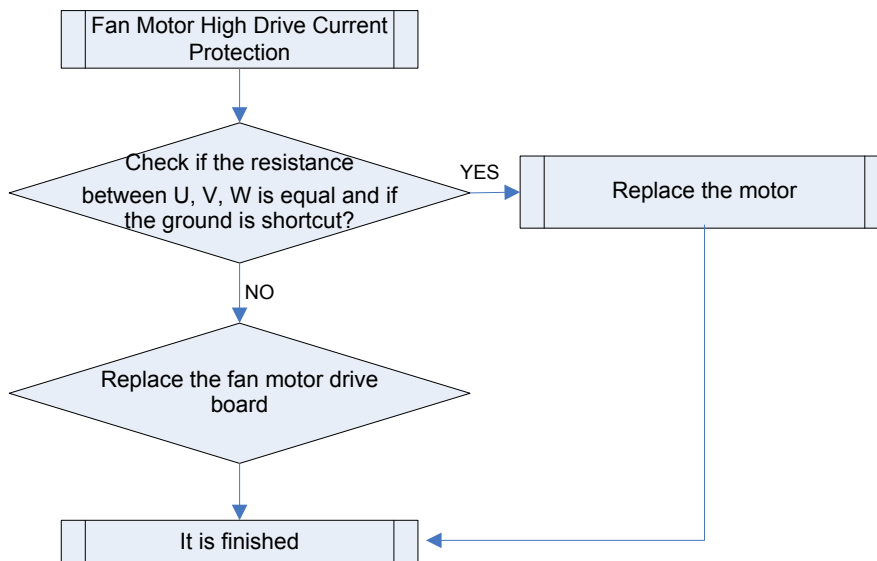 Fan Motor High Drive Current
Protection
Check if the resistance
between U, V, W is equal and if
the ground is shortcut?
YES
Replace the motor
NO
Replace the fan motor drive
board
It is finished